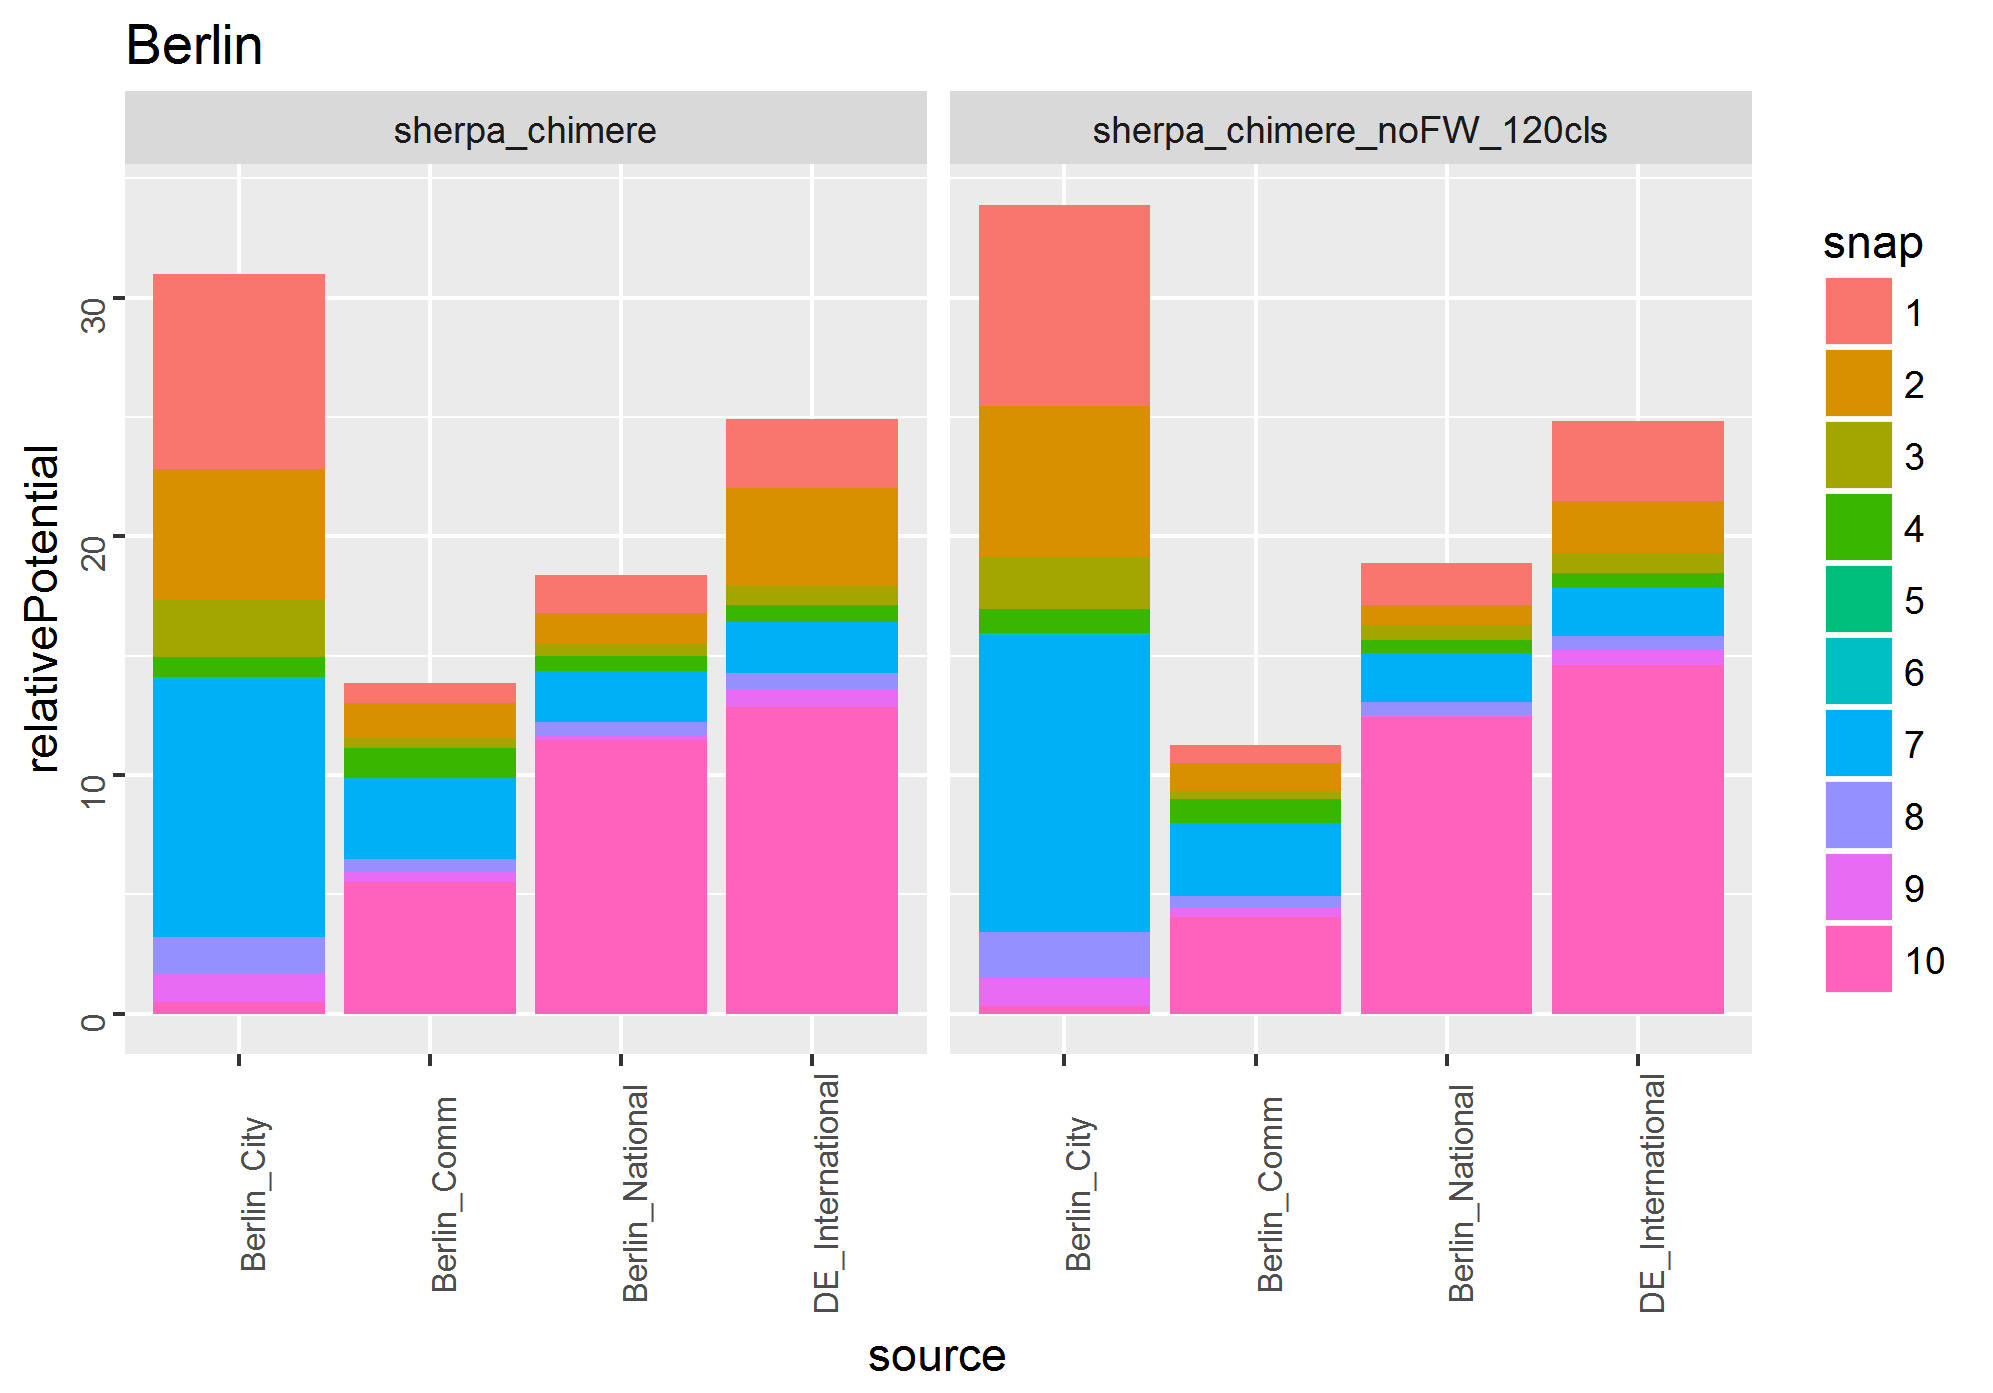 Berlin
sherpa_chimere
sherpa_chimere_noFW_120cls
relativePotential
30
20
10
0
Berlin_City
Berlin_Comm
Berlin_National
DE_International
Berlin_City
Berlin_Comm
Berlin_National
DE_International
source
snap
1
2
3
4
5
6
7
8
9
10